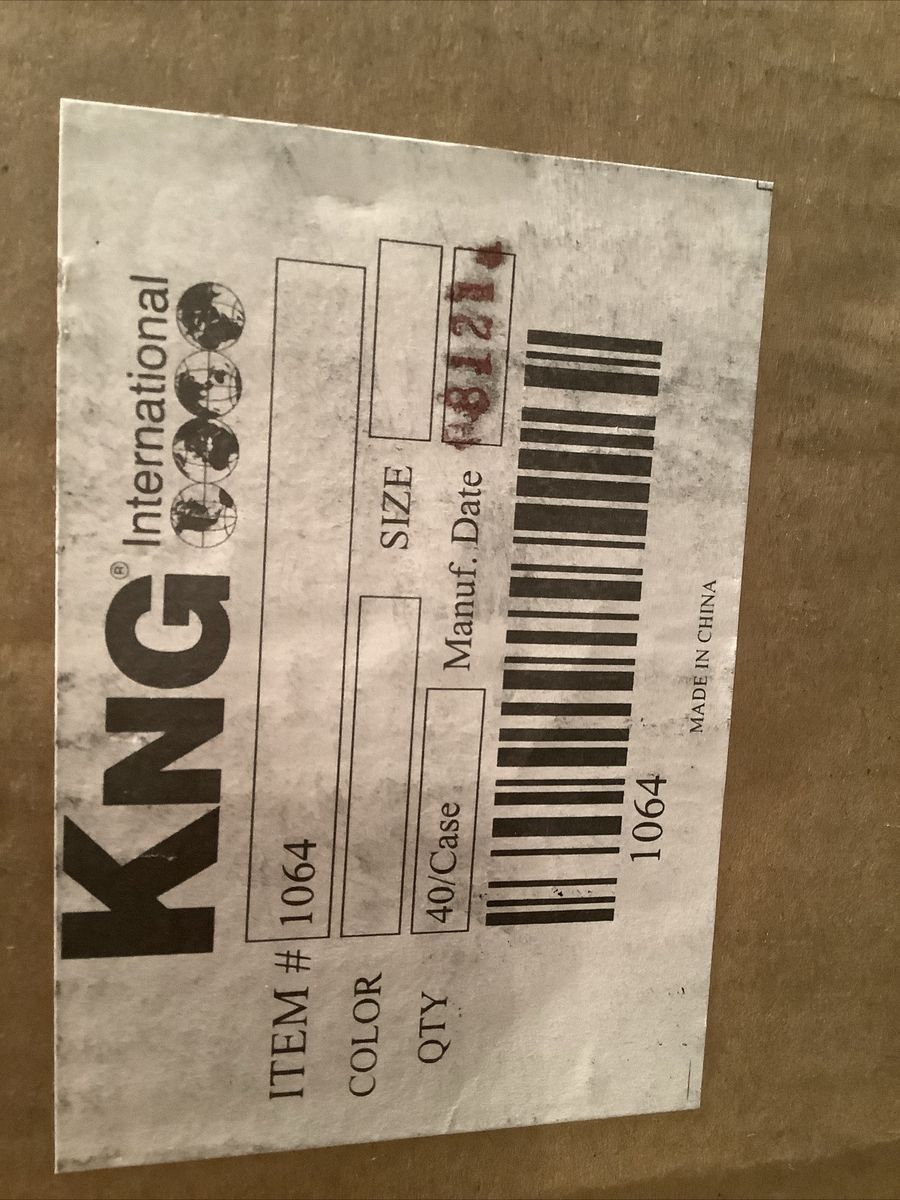 KNG® International
ITEM # 1064
COLOR SIZE
QTY 40/Case Manuf. Date
1064
MADE IN CHINA